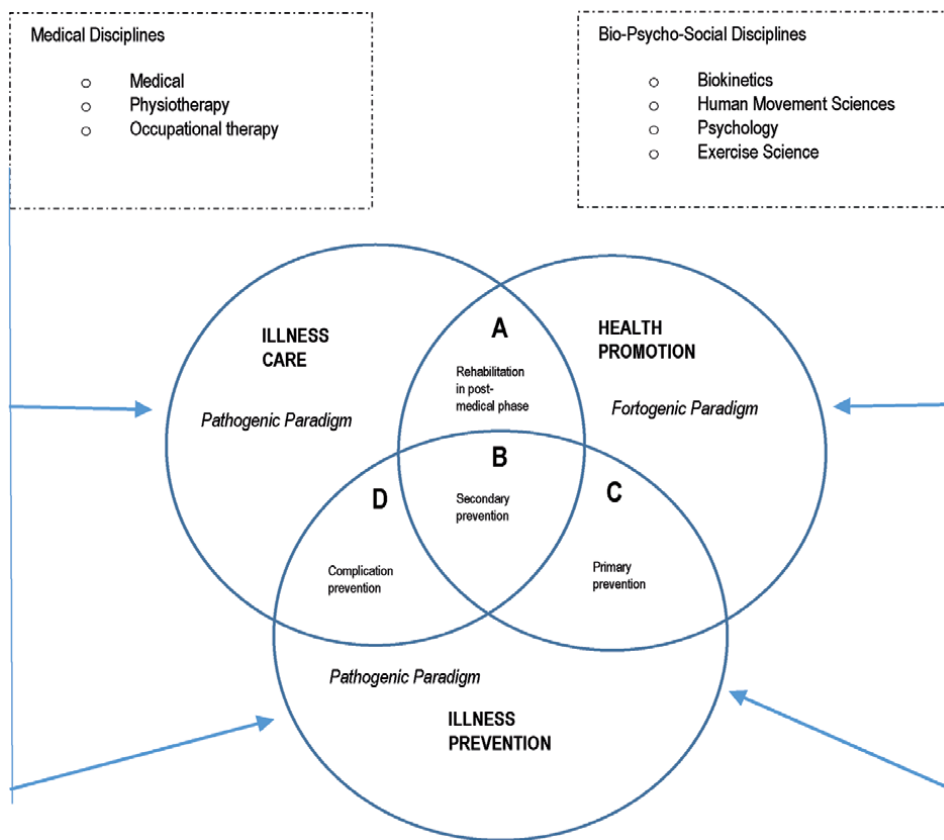 Medical Disciplines
o Medical
o Physiotherapy
o Occupational therapy
Bio-Psycho-Social Disciplines
o Biokinetics
o Human Movement Sciences
o Psychology
o Exercise Science
ILLNESS
CARE
Pathogenic Paradigm
A
Rehabilitation
in post-
medical phase
HEALTH
PROMOTION
Fortogenic Paradigm
B
Secondary
prevention
D
Complication
prevention
C
Primary
prevention
Pathogenic Paradigm
ILLNESS
PREVENTION